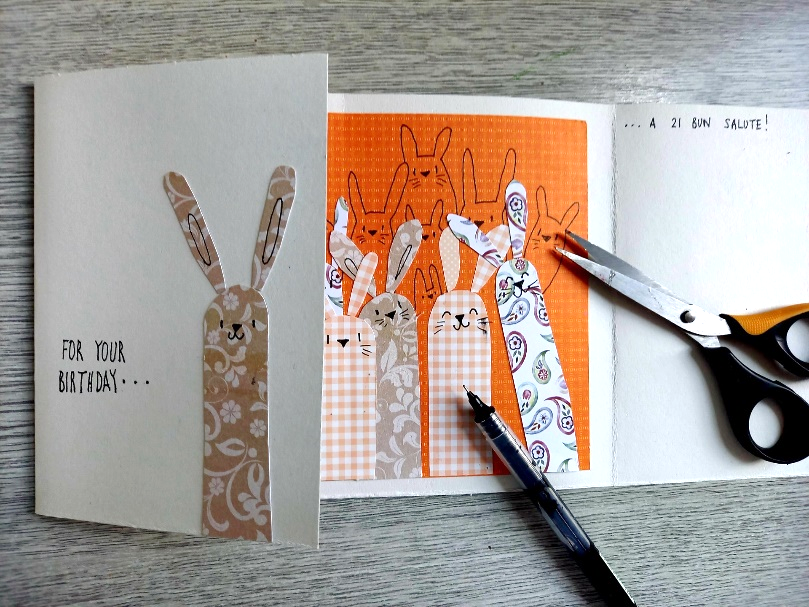 FOR YOUR
BIRTHDAY...
... A 21 BUN SALUTE!